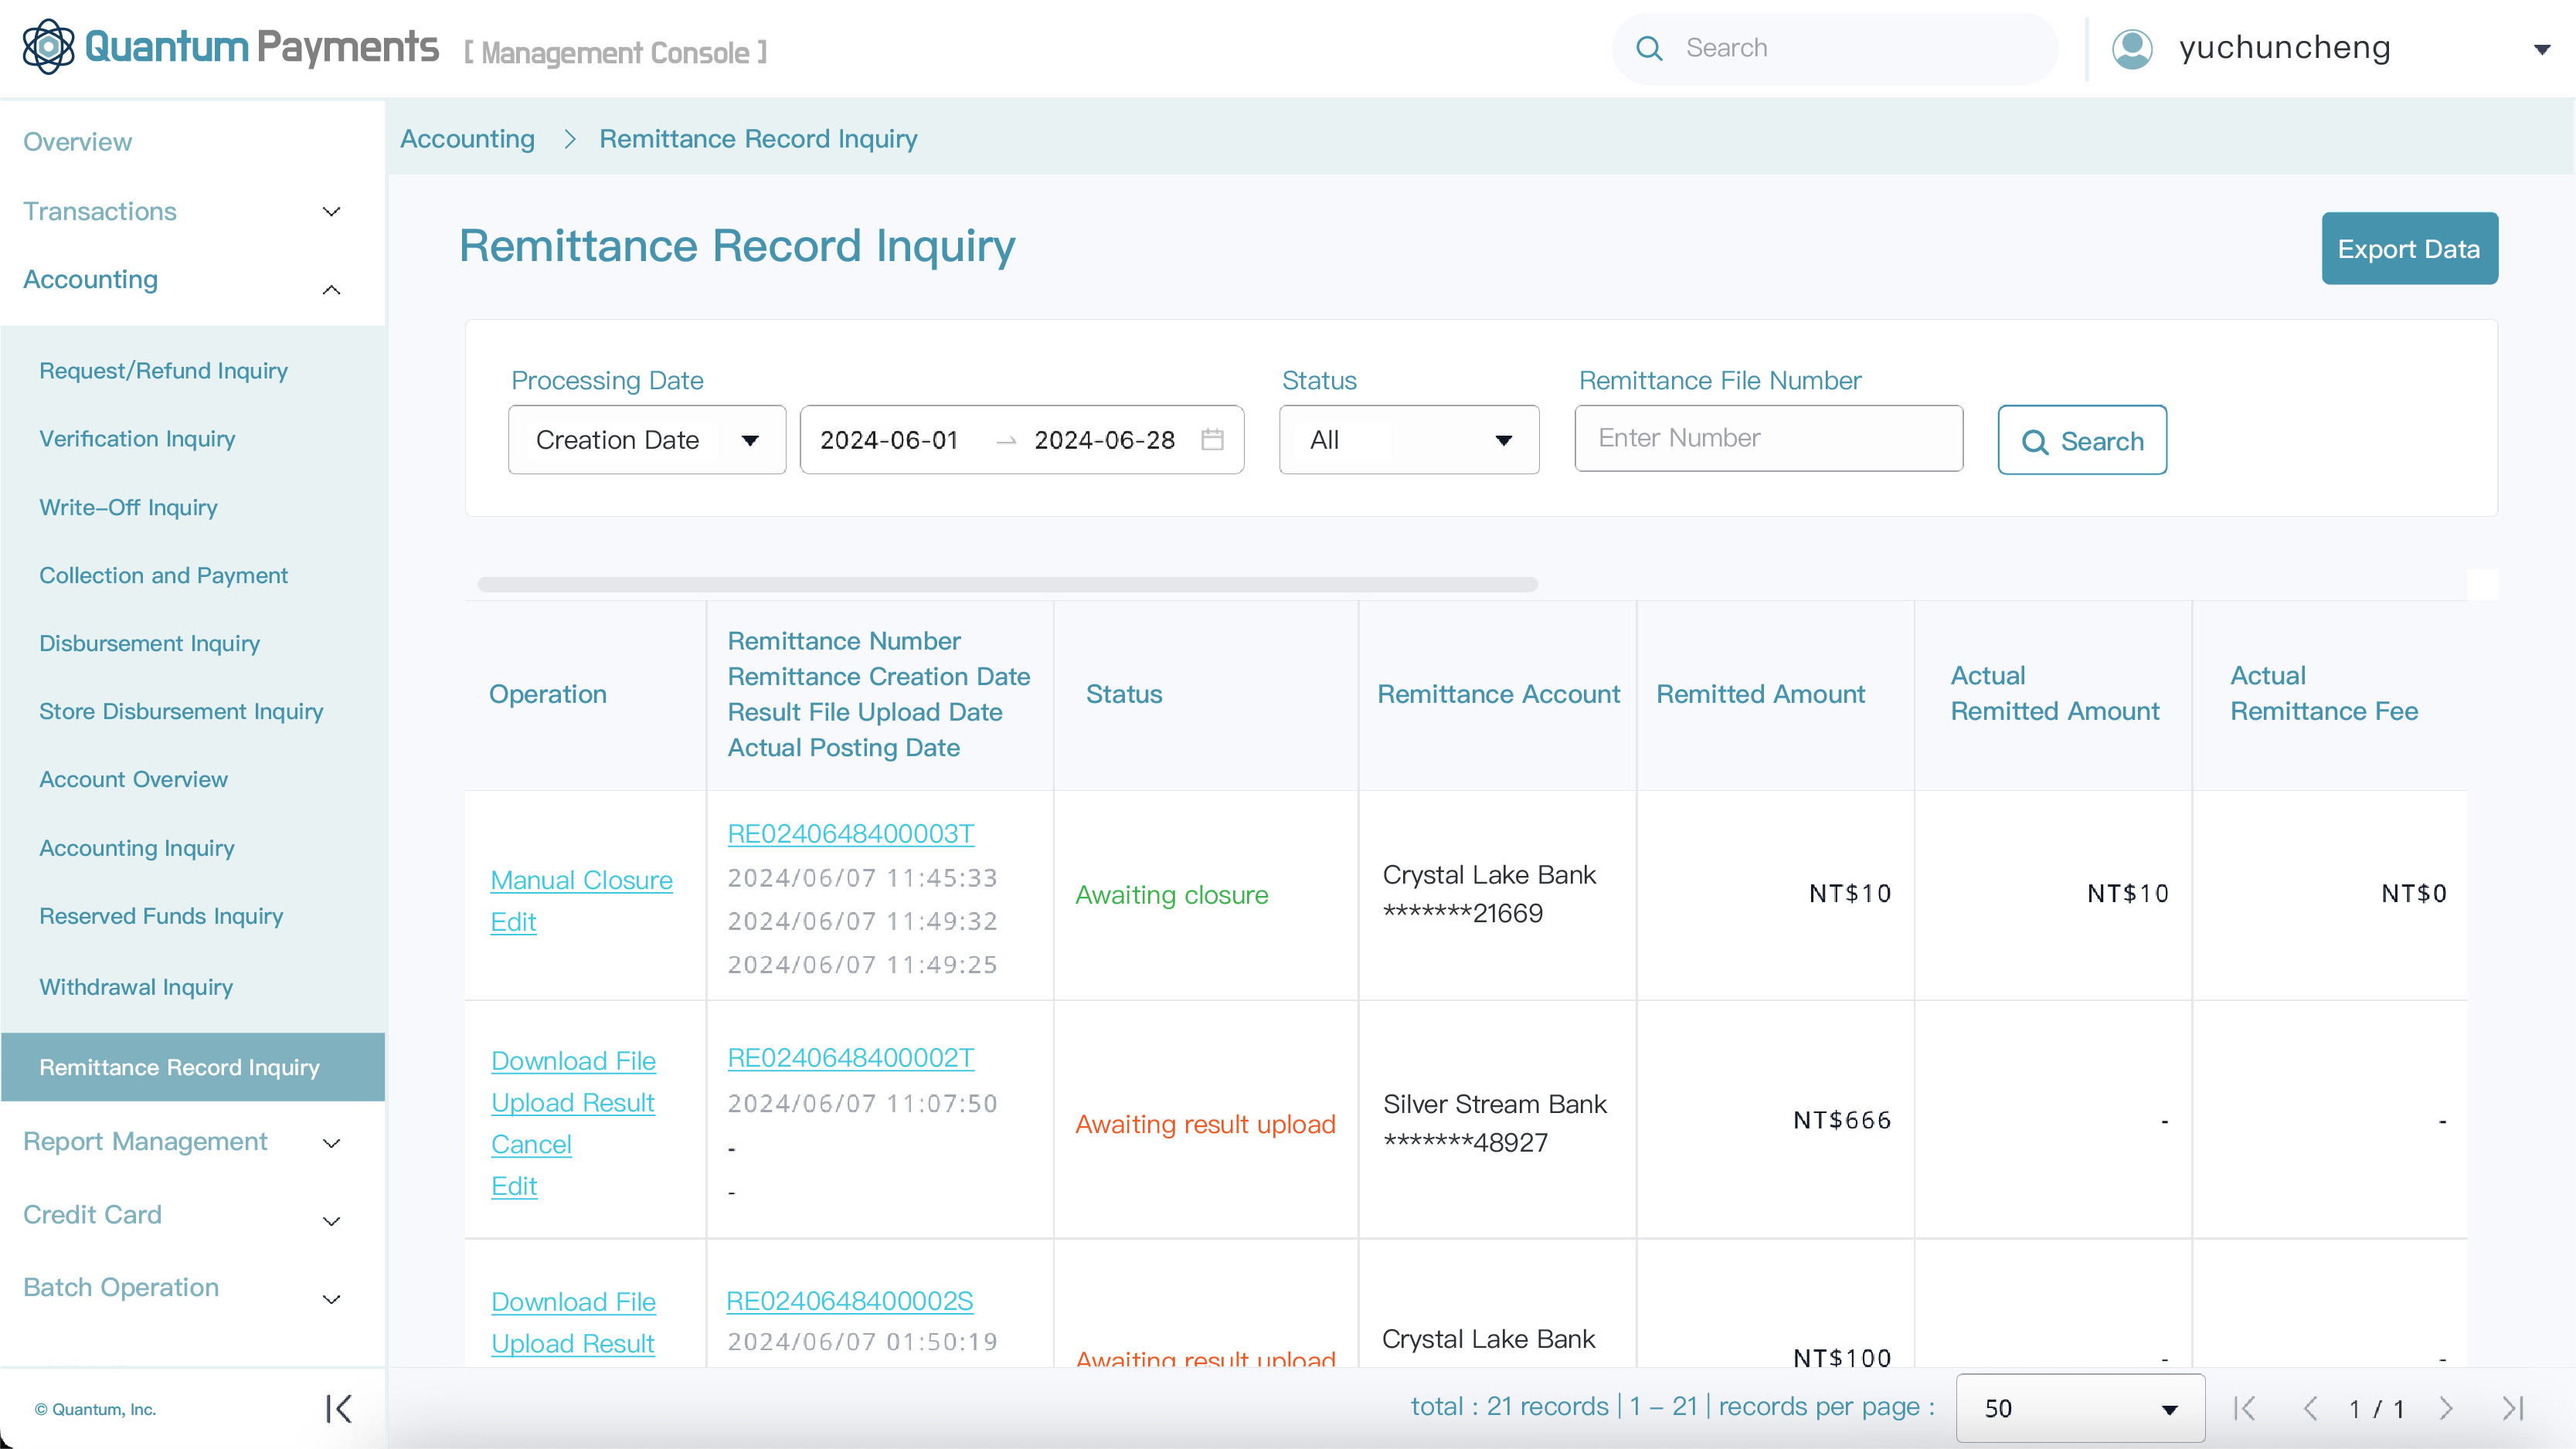 Quantum Payments [ Management Console ]
Search
yuchuncheng
Overview
Transactions
Accounting
Request/Refund Inquiry
Verification Inquiry
Write–Off Inquiry
Collection and Payment
Disbursement Inquiry
Store Disbursement Inquiry
Account Overview
Accounting Inquiry
Reserved Funds Inquiry
Withdrawal Inquiry
Remittance Record Inquiry
Report Management
Credit Card
Batch Operation
© Quantum, Inc.
Accounting > Remittance Record Inquiry
Remittance Record Inquiry
Export Data
Processing Date
Creation Date
2024-06-01 → 2024-06-28
Status
All
Remittance File Number
Enter Number
Search
Operation
Remittance Number
Remittance Creation Date
Result File Upload Date
Actual Posting Date
Status
Remittance Account
Remitted Amount
Actual
Remitted Amount
Actual
Remittance Fee
Manual Closure
Edit
RE0240648400003T
2024/06/07 11:45:33
2024/06/07 11:49:32
2024/06/07 11:49:25
Awaiting closure
Crystal Lake Bank
*******21669
NT$10
NT$10
NT$0
Download File
Upload Result
Cancel
Edit
RE0240648400002T
2024/06/07 11:07:50
-
-
Awaiting result upload
Silver Stream Bank
*******48927
NT$666
-
-
Download File
Upload Result
RE0240648400002S
2024/06/07 01:50:19
Awaiting result upload
Crystal Lake Bank
NT$100
-
-
total : 21 records | 1 – 21 | records per page :
50
1 / 1